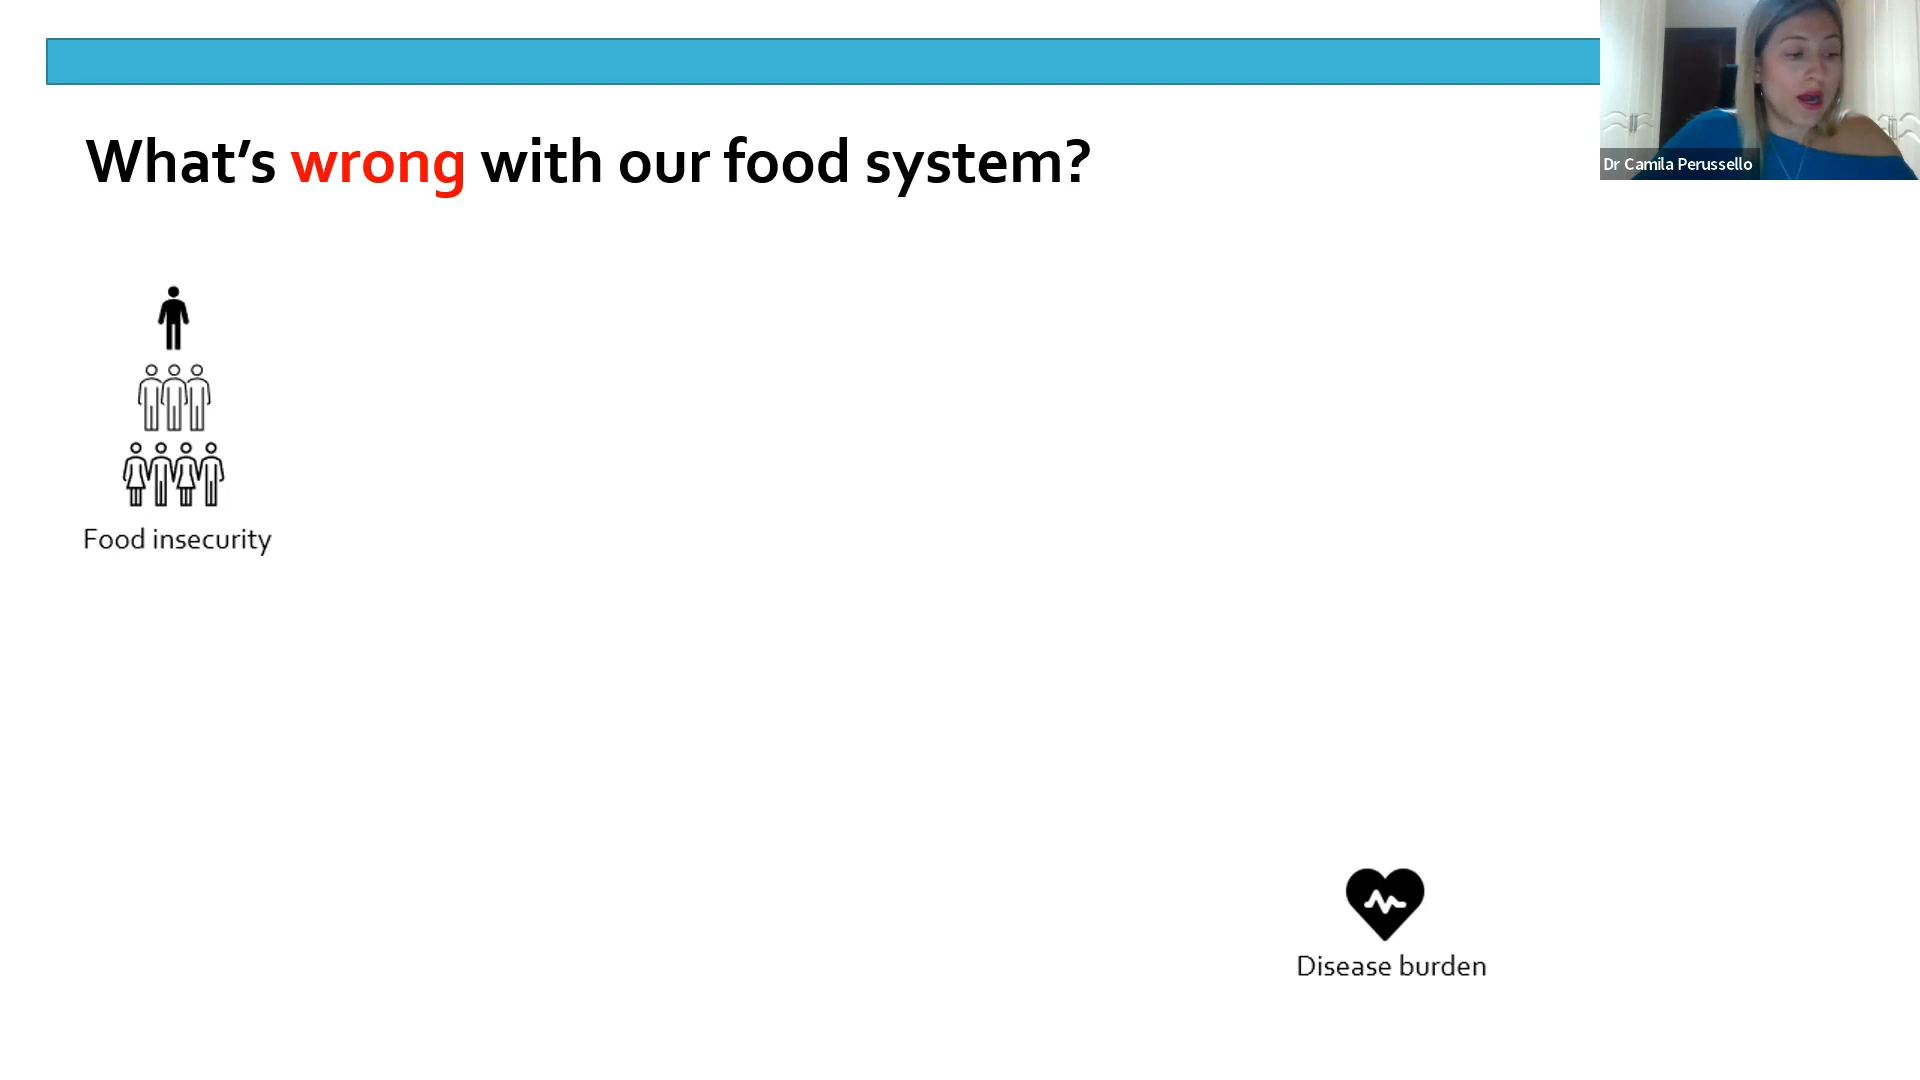 What's wrong with our food system?
Dr Camila Perussello
Food insecurity
Disease burden